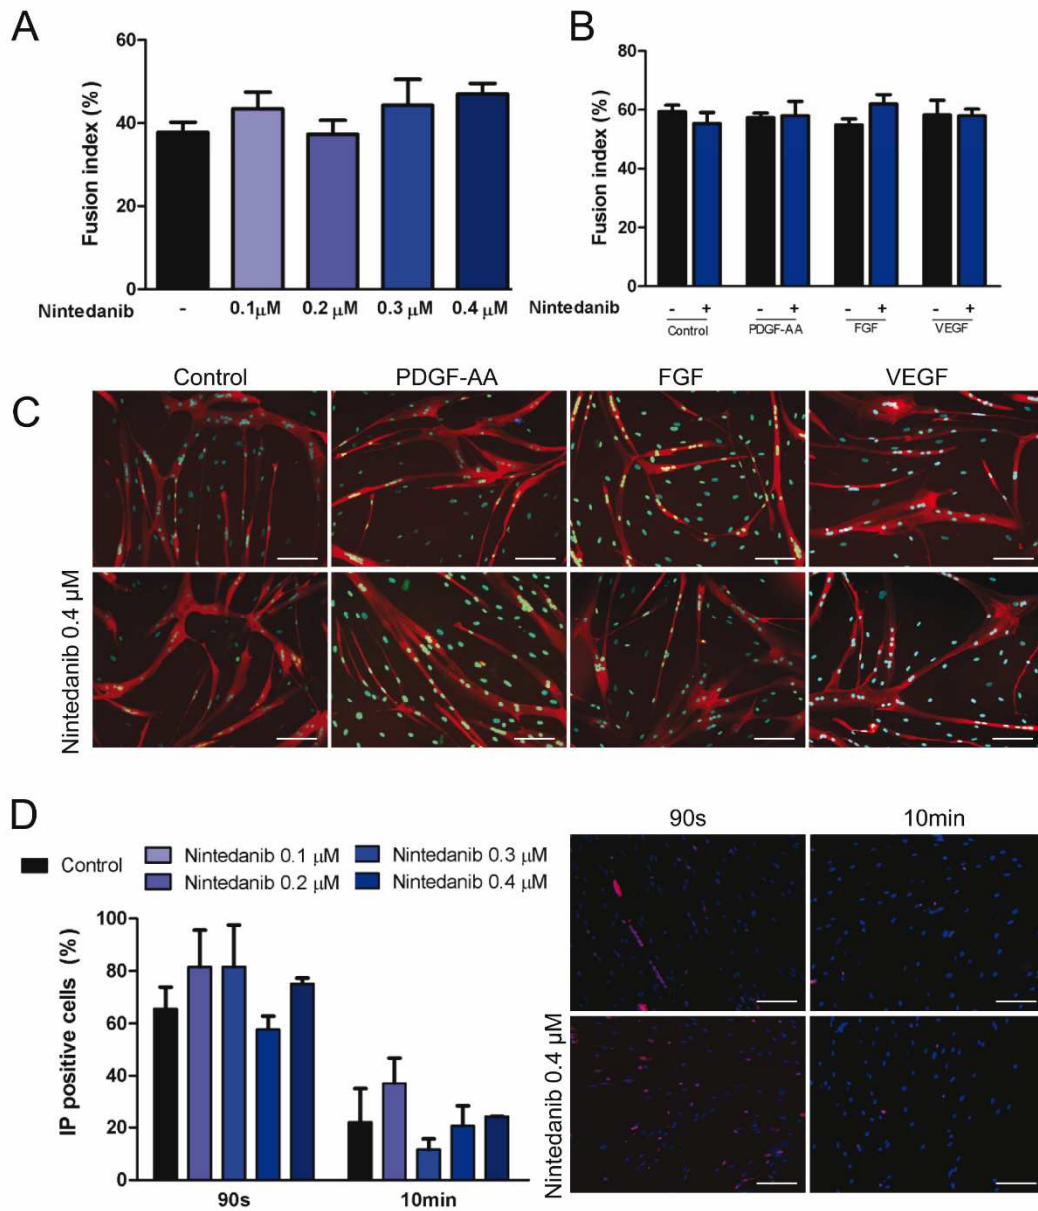 A
Fusion index (%)
60
40
20
0
Nintedanib
- 0.1μM 0.2 μM 0.3 μM 0.4 μM
B
Fusion index (%)
80
60
40
20
0
Nintedanib
- + - + - + - +
Control PDGF-AA FGF VEGF
C
Control PDGF-AA FGF VEGF
Nintedanib 0.4 μM
D
Control
Nintedanib 0.1 μM
Nintedanib 0.2 μM
Nintedanib 0.3 μM
Nintedanib 0.4 μM
IP positive cells (%)
100
80
60
40
20
0
90s 10min
90s 10min
Nintedanib 0.4 μM